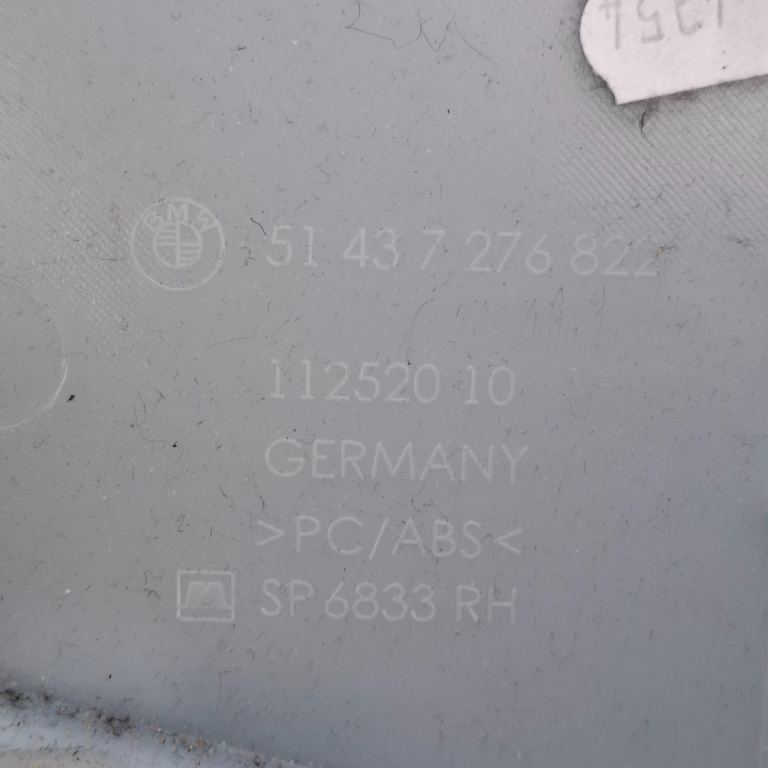 BMW
51 43 7 276 822
112520 10
GERMANY
>PC/ABS<
SP 6833 RH